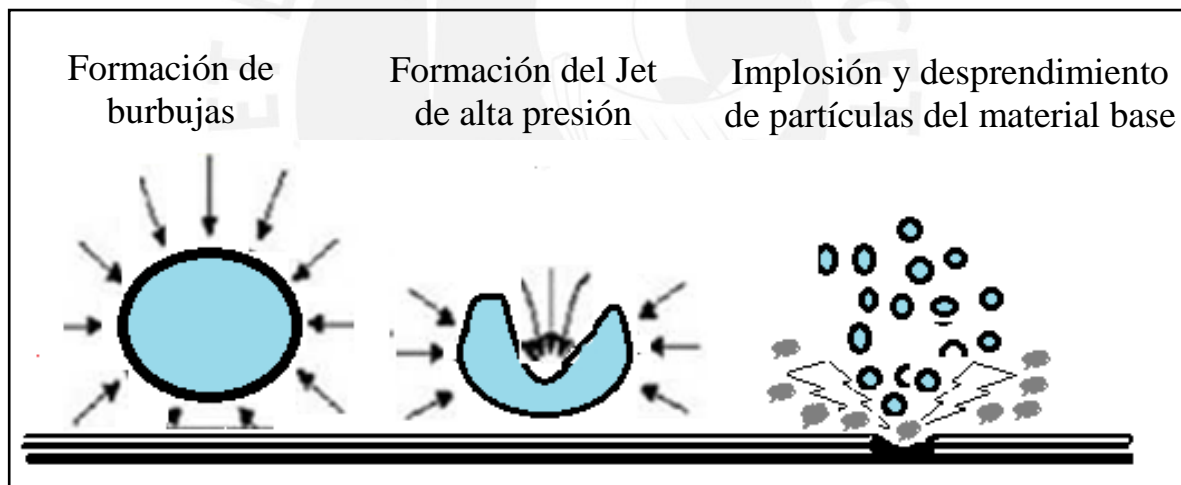 Formación de
burbujas
Formación del Jet
de alta presión
Implosión y desprendimiento
de partículas del material base